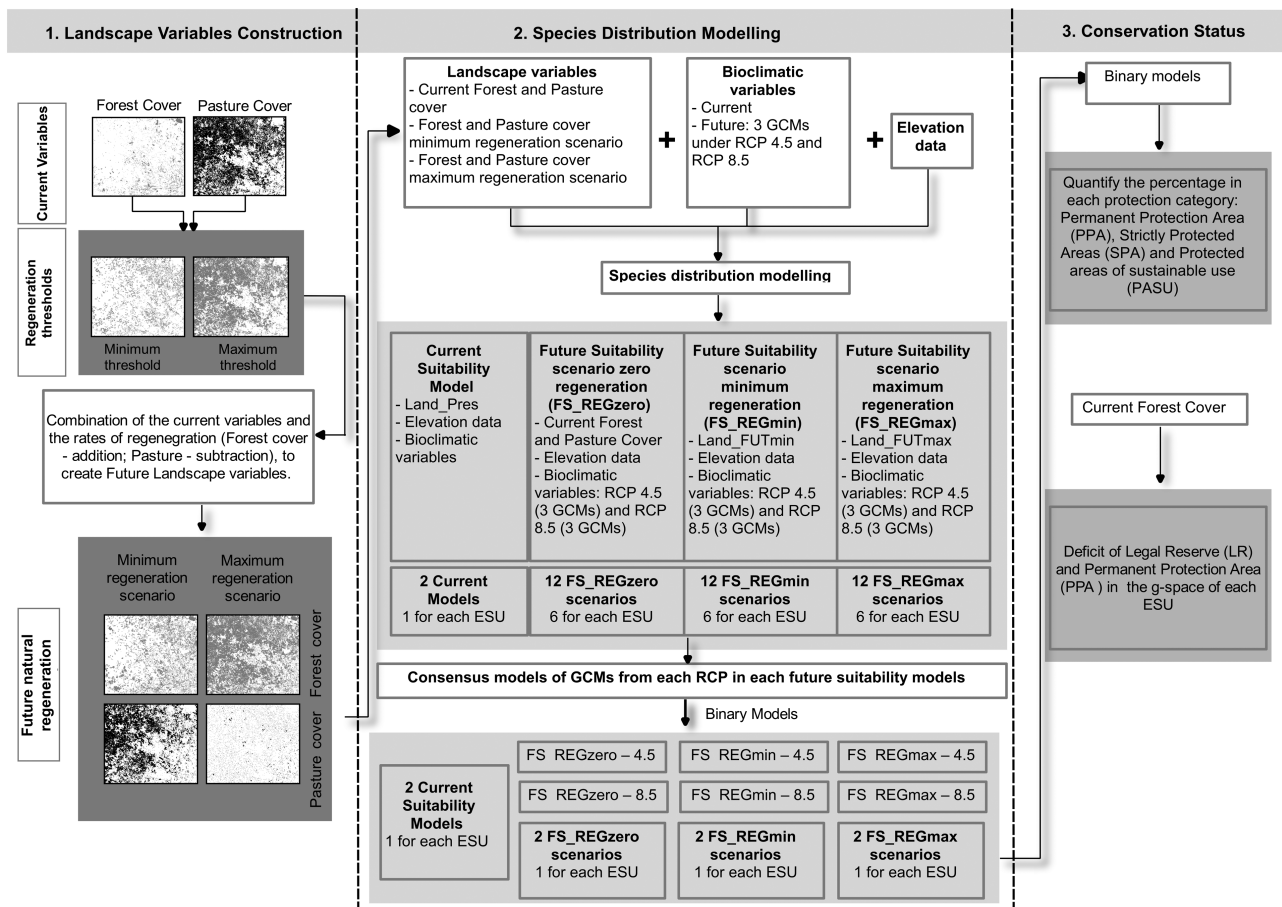 1. Landscape Variables Construction
Current Variables
Forest Cover
Pasture Cover
Regeneration
thresholds
Minimum
threshold
Maximum
threshold
Combination of the current variables and
the rates of regenegration (Forest cover
- addition; Pasture - subtraction), to
create Future Landscape variables.
Future natural
regeneration
Minimum
regeneration
scenario
Maximum
regeneration
scenario
Forest cover
Pasture cover
2. Species Distribution Modelling
Landscape variables
- Current Forest and Pasture
cover
- Forest and Pasture cover
minimum regeneration scenario
- Forest and Pasture cover
maximum regeneration scenario
+
Bioclimatic
variables
- Current
- Future: 3 GCMs
under RCP 4.5 and
RCP 8.5
+
Elevation
data
Species distribution modelling
Current
Suitability
Model
- Land_Pres
- Elevation data
- Bioclimatic
variables
Future Suitability
scenario zero
regeneration
(FS_REGzero)
- Current Forest
and Pasture Cover
- Elevation data
- Bioclimatic
variables: RCP 4.5
(3 GCMs) and RCP
8.5 (3 GCMs)
Future Suitability
scenario
minimum
regeneration
(FS_REGmin)
- Land_FUTmin
- Elevation data
- Bioclimatic
variables: RCP 4.5
(3 GCMs) and RCP
8.5 (3 GCMs)
Future Suitability
scenario
maximum
regeneration
(FS_REGmax)
- Land_FUTmax
- Elevation data
- Bioclimatic
variables: RCP 4.5
(3 GCMs) and RCP
8.5 (3 GCMs)
2 Current
Models
1 for each ESU
12 FS_REGzero
scenarios
6 for each ESU
12 FS_REGmin
scenarios
6 for each ESU
12 FS_REGmax
scenarios
6 for each ESU
Consensus models of GCMs from each RCP in each future suitability models
Binary Models
2 Current
Suitability
Models
1 for each ESU
FS REGzero – 4.5
FS REGmin – 4.5
FS REGmax – 4.5
FS REGzero – 8.5
FS REGmin – 8.5
FS REGmax – 8.5
2 FS_REGzero
scenarios
1 for each ESU
2 FS_REGmin
scenarios
1 for each ESU
2 FS_REGmax
scenarios
1 for each ESU
3. Conservation Status
Binary models
Quantify the percentage in
each protection category:
Permanent Protection Area
(PPA), Strictly Protected
Areas (SPA) and Protected
areas of sustainable use
(PASU)
Current Forest Cover
Deficit of Legal Reserve (LR)
and Permanent Protection Area
(PPA ) in the g-space of each
ESU